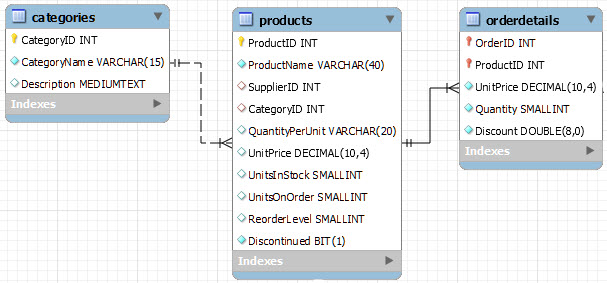 categories
CategoryID INT
CategoryName VARCHAR(15)
Description MEDIUMTEXT
Indexes
products
ProductID INT
ProductName VARCHAR(40)
SupplierID INT
CategoryID INT
QuantityPerUnit VARCHAR(20)
UnitPrice DECIMAL(10,4)
UnitsInStock SMALLINT
UnitsOnOrder SMALLINT
ReorderLevel SMALLINT
Discontinued BIT(1)
Indexes
orderdetails
OrderID INT
ProductID INT
UnitPrice DECIMAL(10,4)
Quantity SMALLINT
Discount DOUBLE(8,0)
Indexes